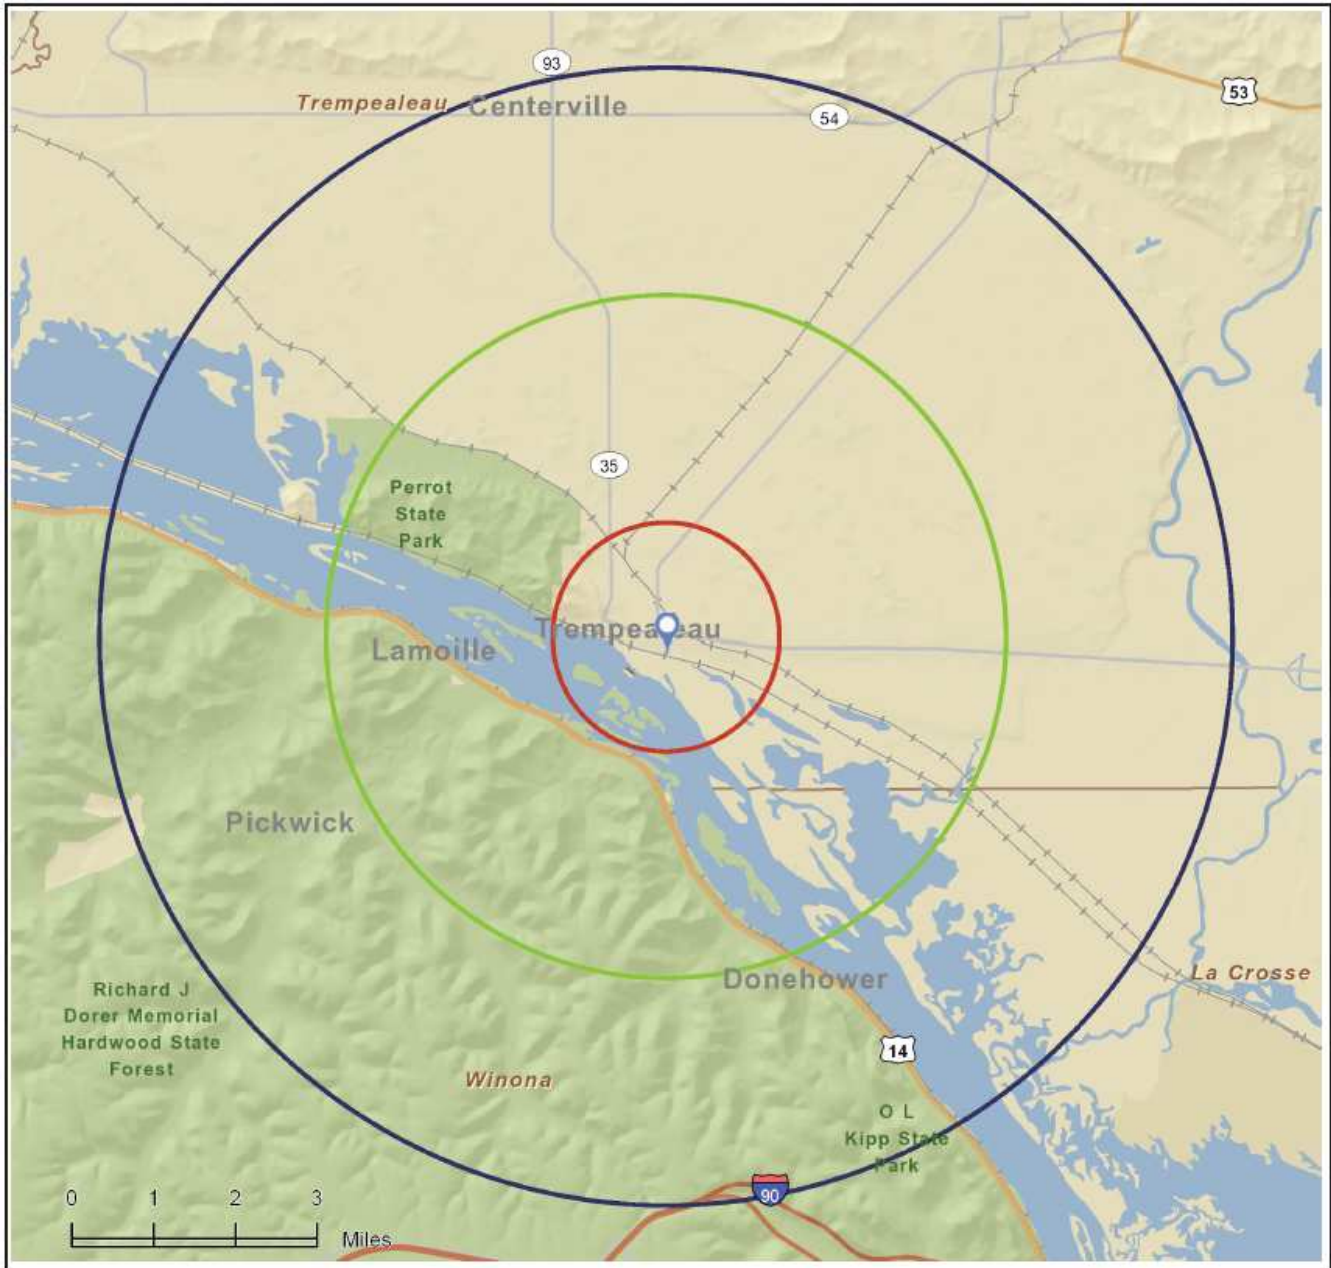 93
53
Trempealeau
Centerville
54
35
Perrot
State
Park
Trempealeau
Lamoille
Pickwick
La Crosse
Donehower
Richard J
Dorer Memorial
Hardwood State
Forest
14
Winona
O L
Kipp State
Park
90
0 1 2 3
Miles